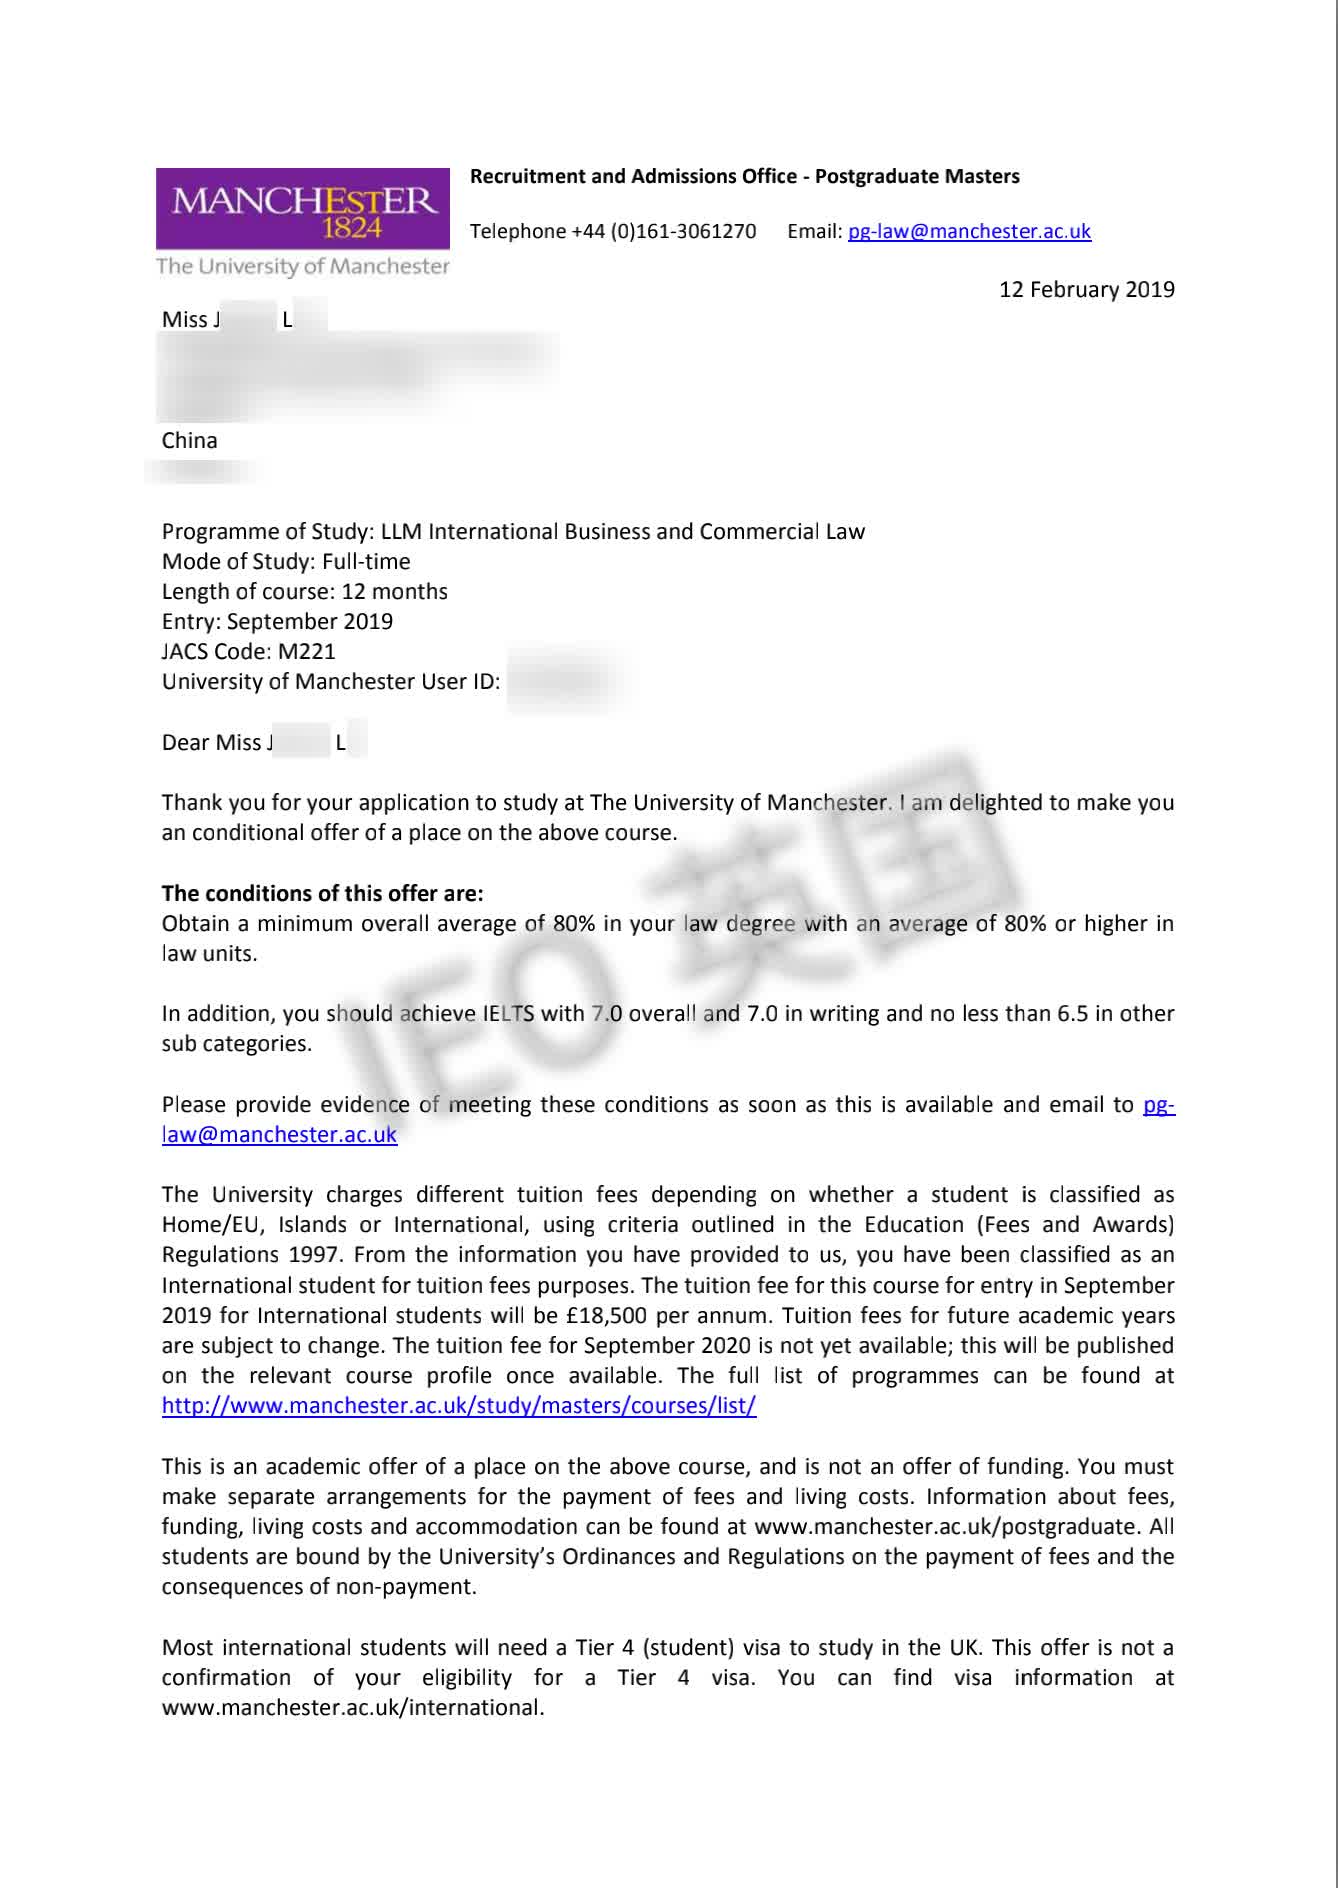 MANCHESTER
1824
The University of Manchester
Recruitment and Admissions Office - Postgraduate Masters
Telephone +44 (0)161-3061270 Email: pg-law@manchester.ac.uk
12 February 2019
Miss J L
China
Programme of Study: LLM International Business and Commercial Law
Mode of Study: Full-time
Length of course: 12 months
Entry: September 2019
JACS Code: M221
University of Manchester User ID:
Dear Miss J L
Thank you for your application to study at The University of Manchester. I am delighted to make you
an conditional offer of a place on the above course.
The conditions of this offer are:
Obtain a minimum overall average of 80% in your law degree with an average of 80% or higher in
law units.
In addition, you should achieve IELTS with 7.0 overall and 7.0 in writing and no less than 6.5 in other
sub categories.
Please provide evidence of meeting these conditions as soon as this is available and email to pg-
law@manchester.ac.uk
The University charges different tuition fees depending on whether a student is classified as
Home/EU, Islands or International, using criteria outlined in the Education (Fees and Awards)
Regulations 1997. From the information you have provided to us, you have been classified as an
International student for tuition fees purposes. The tuition fee for this course for entry in September
2019 for International students will be £18,500 per annum. Tuition fees for future academic years
are subject to change. The tuition fee for September 2020 is not yet available; this will be published
on the relevant course profile once available. The full list of programmes can be found at
http://www.manchester.ac.uk/study/masters/courses/list/
This is an academic offer of a place on the above course, and is not an offer of funding. You must
make separate arrangements for the payment of fees and living costs. Information about fees,
funding, living costs and accommodation can be found at www.manchester.ac.uk/postgraduate. All
students are bound by the University’s Ordinances and Regulations on the payment of fees and the
consequences of non-payment.
Most international students will need a Tier 4 (student) visa to study in the UK. This offer is not a
confirmation of your eligibility for a Tier 4 visa. You can find visa information at
www.manchester.ac.uk/international.
IEO 英国